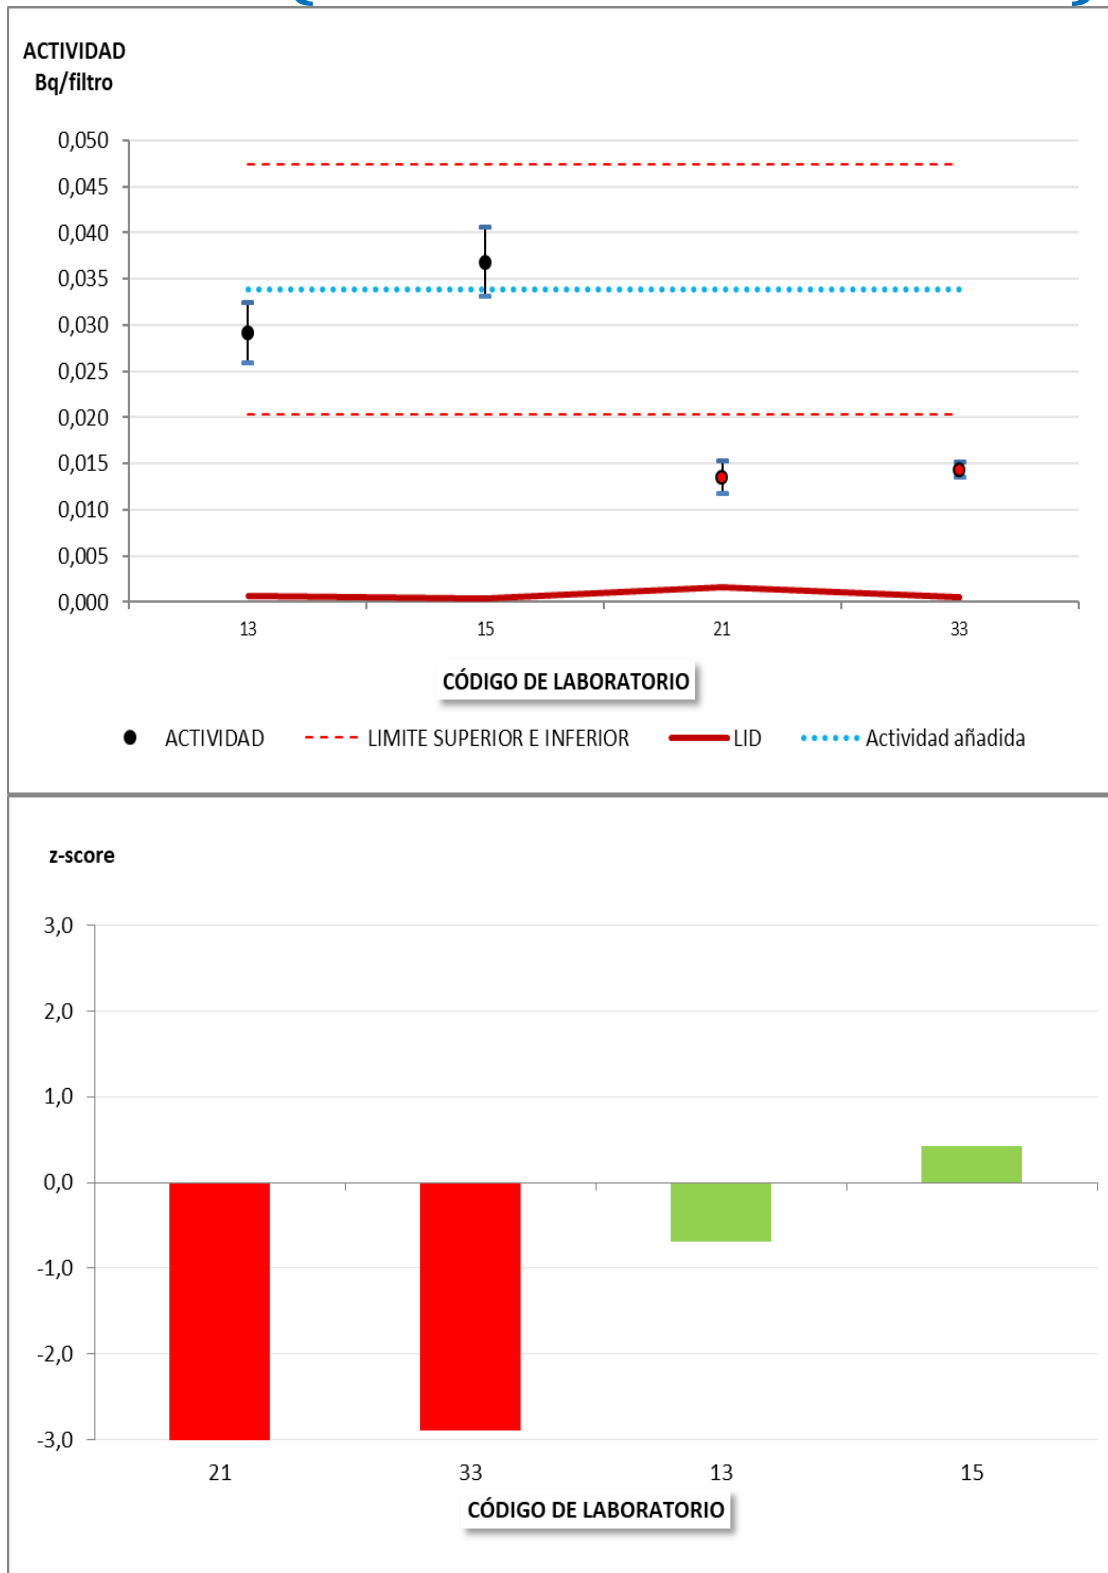 ACTIVIDAD
Bq/filtro
0,050
0,045
0,040
0,035
0,030
0,025
0,020
0,015
0,010
0,005
0,000
13 15 21 33
CÓDIGO DE LABORATORIO
ACTIVIDAD LIMITE SUPERIOR E INFERIOR LID Actividad añadida
z-score
3,0
2,0
1,0
0,0
-1,0
-2,0
-3,0
21 33 13 15
CÓDIGO DE LABORATORIO